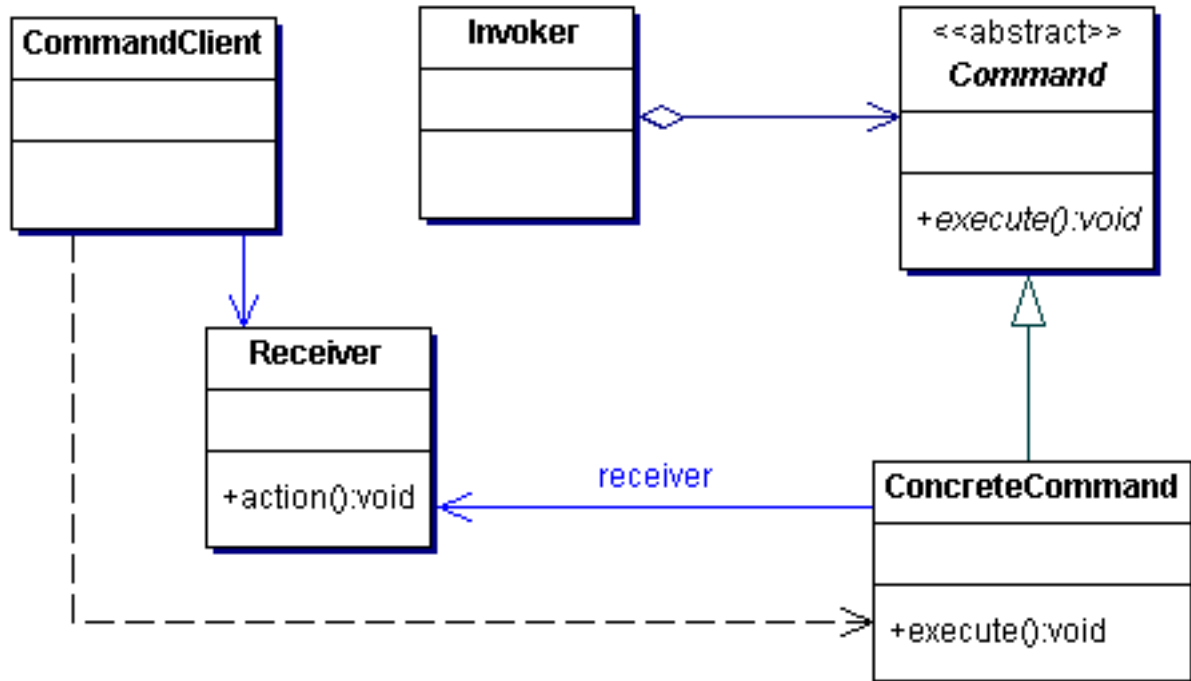 CommandClient
Invoker
<<abstract>>
Command
+execute():void
Receiver
+action():void
receiver
ConcreteCommand
+execute():void